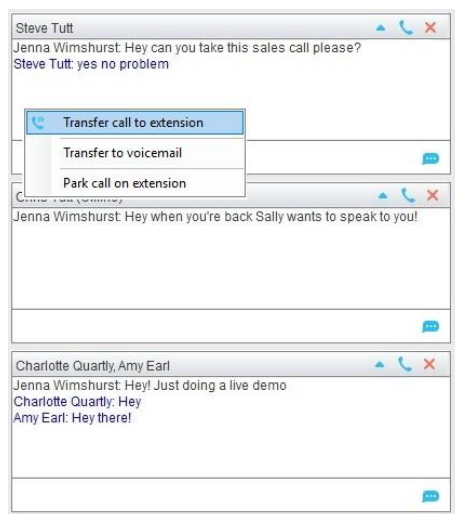 Steve Tutt
Jenna Wimshurst: Hey can you take this sales call please?
Steve Tutt: yes no problem
Transfer call to extension
Transfer to voicemail
Park call on extension
Jenna Wimshurst: Hey when you're back Sally wants to speak to you!
Charlotte Quartly, Amy Earl
Jenna Wimshurst: Hey! Just doing a live demo
Charlotte Quartly: Hey
Amy Earl: Hey there!